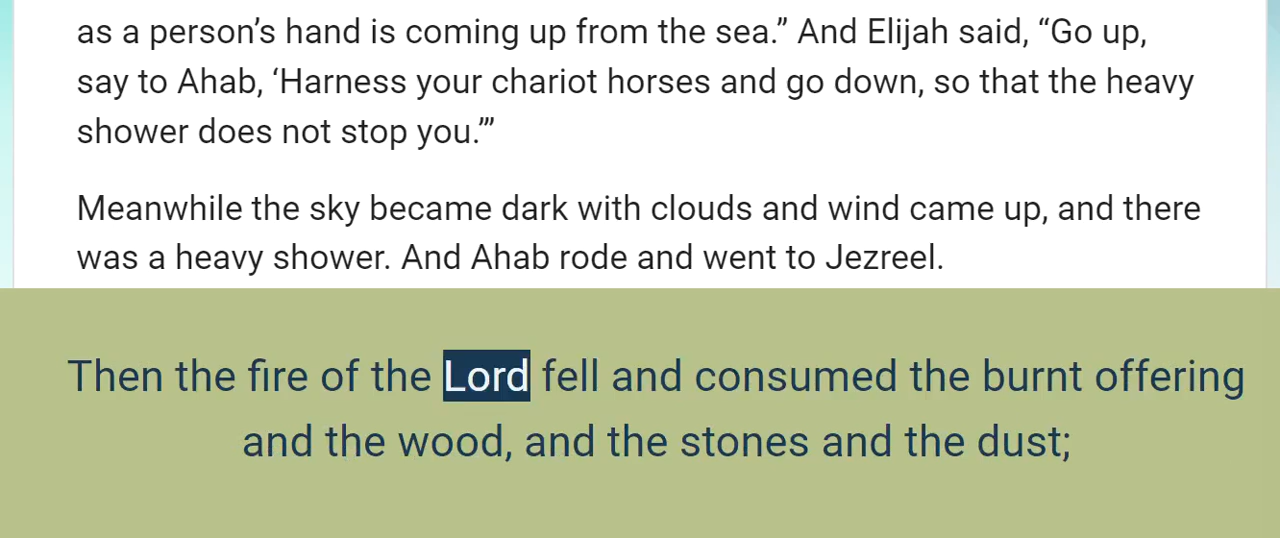 as a person’s hand is coming up from the sea.” And Elijah said, “Go up,
say to Ahab, ‘Harness your chariot horses and go down, so that the heavy
shower does not stop you.’”
Meanwhile the sky became dark with clouds and wind came up, and there
was a heavy shower. And Ahab rode and went to Jezreel.
Then the fire of the Lord fell and consumed the burnt offering
and the wood, and the stones and the dust;